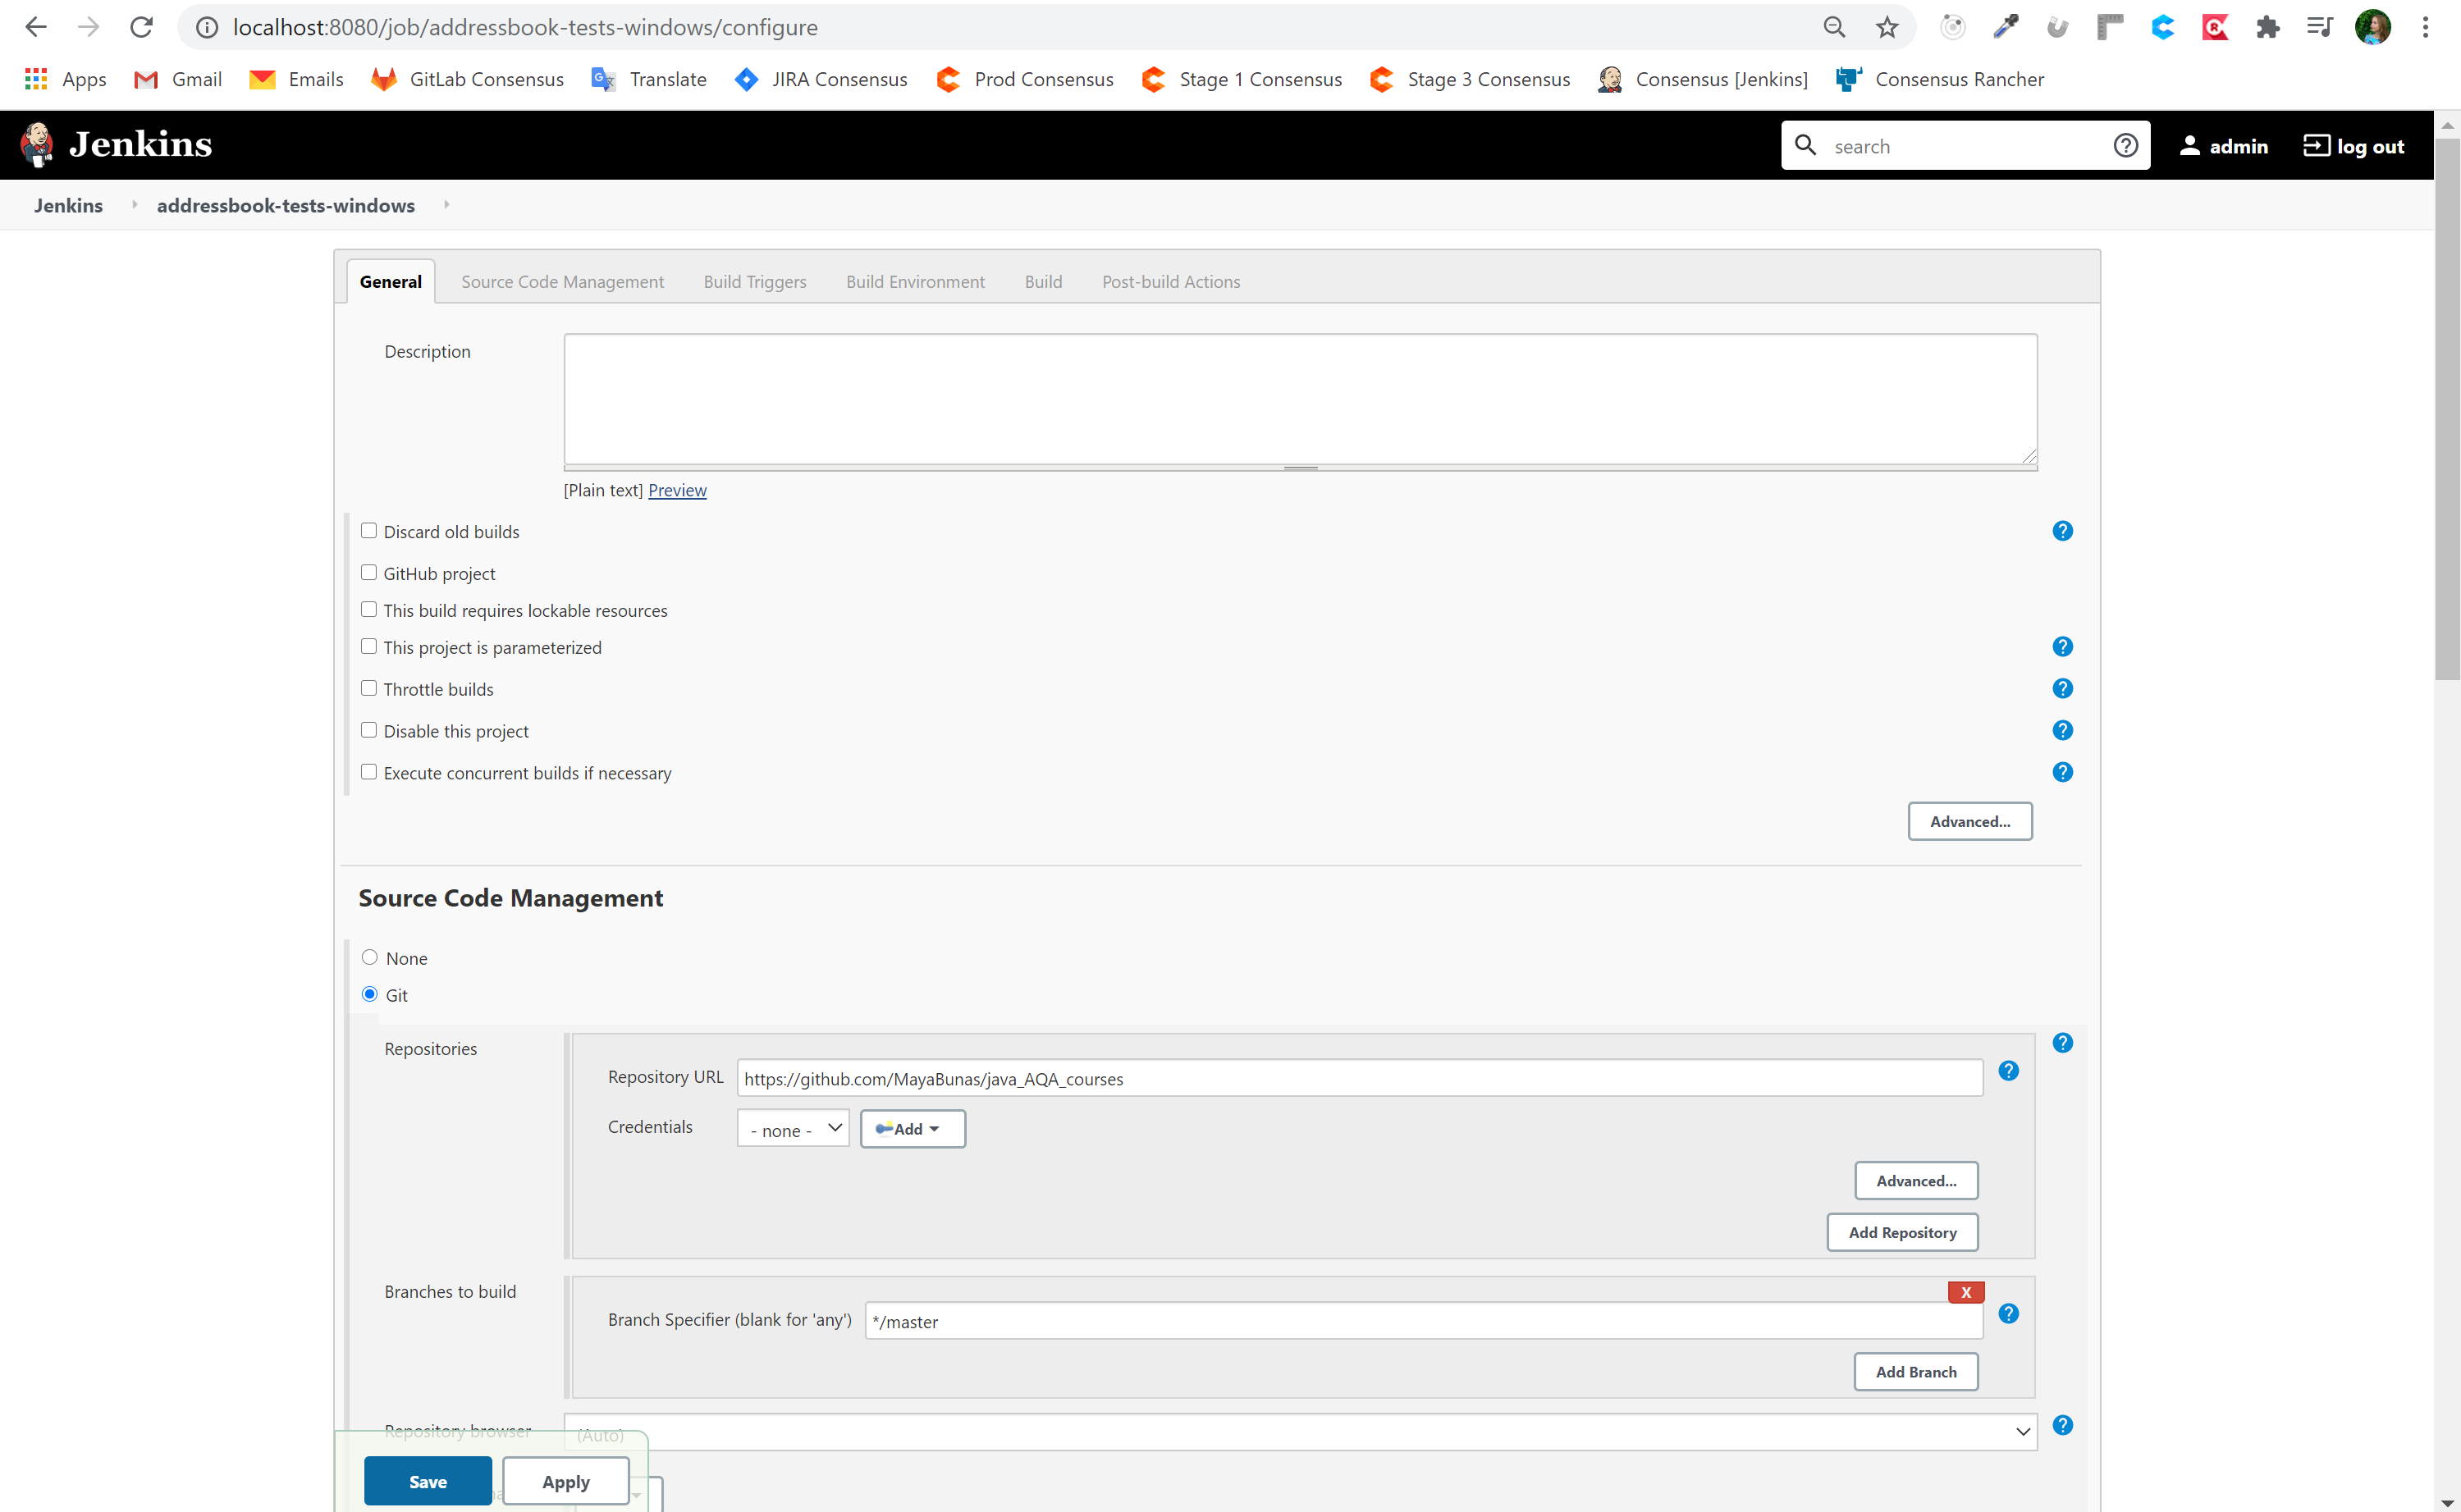 localhost:8080/job/addressbook-tests-windows/configure
Apps Gmail Emails GitLab Consensus Translate JIRA Consensus Prod Consensus Stage 1 Consensus Stage 3 Consensus Consensus [Jenkins] Consensus Rancher
Jenkins search admin log out
Jenkins addressbook-tests-windows
General Source Code Management Build Triggers Build Environment Build Post-build Actions
Description
[Plain text] Preview
Discard old builds
GitHub project
This build requires lockable resources
This project is parameterized
Throttle builds
Disable this project
Execute concurrent builds if necessary
Advanced...
Source Code Management
None
Git
Repositories
Repository URL https://github.com/MayaBunas/java_AQA_courses
Credentials - none - Add
Advanced...
Add Repository
Branches to build
X
Branch Specifier (blank for 'any') */master
Add Branch
Repository browser (Auto)
Save Apply